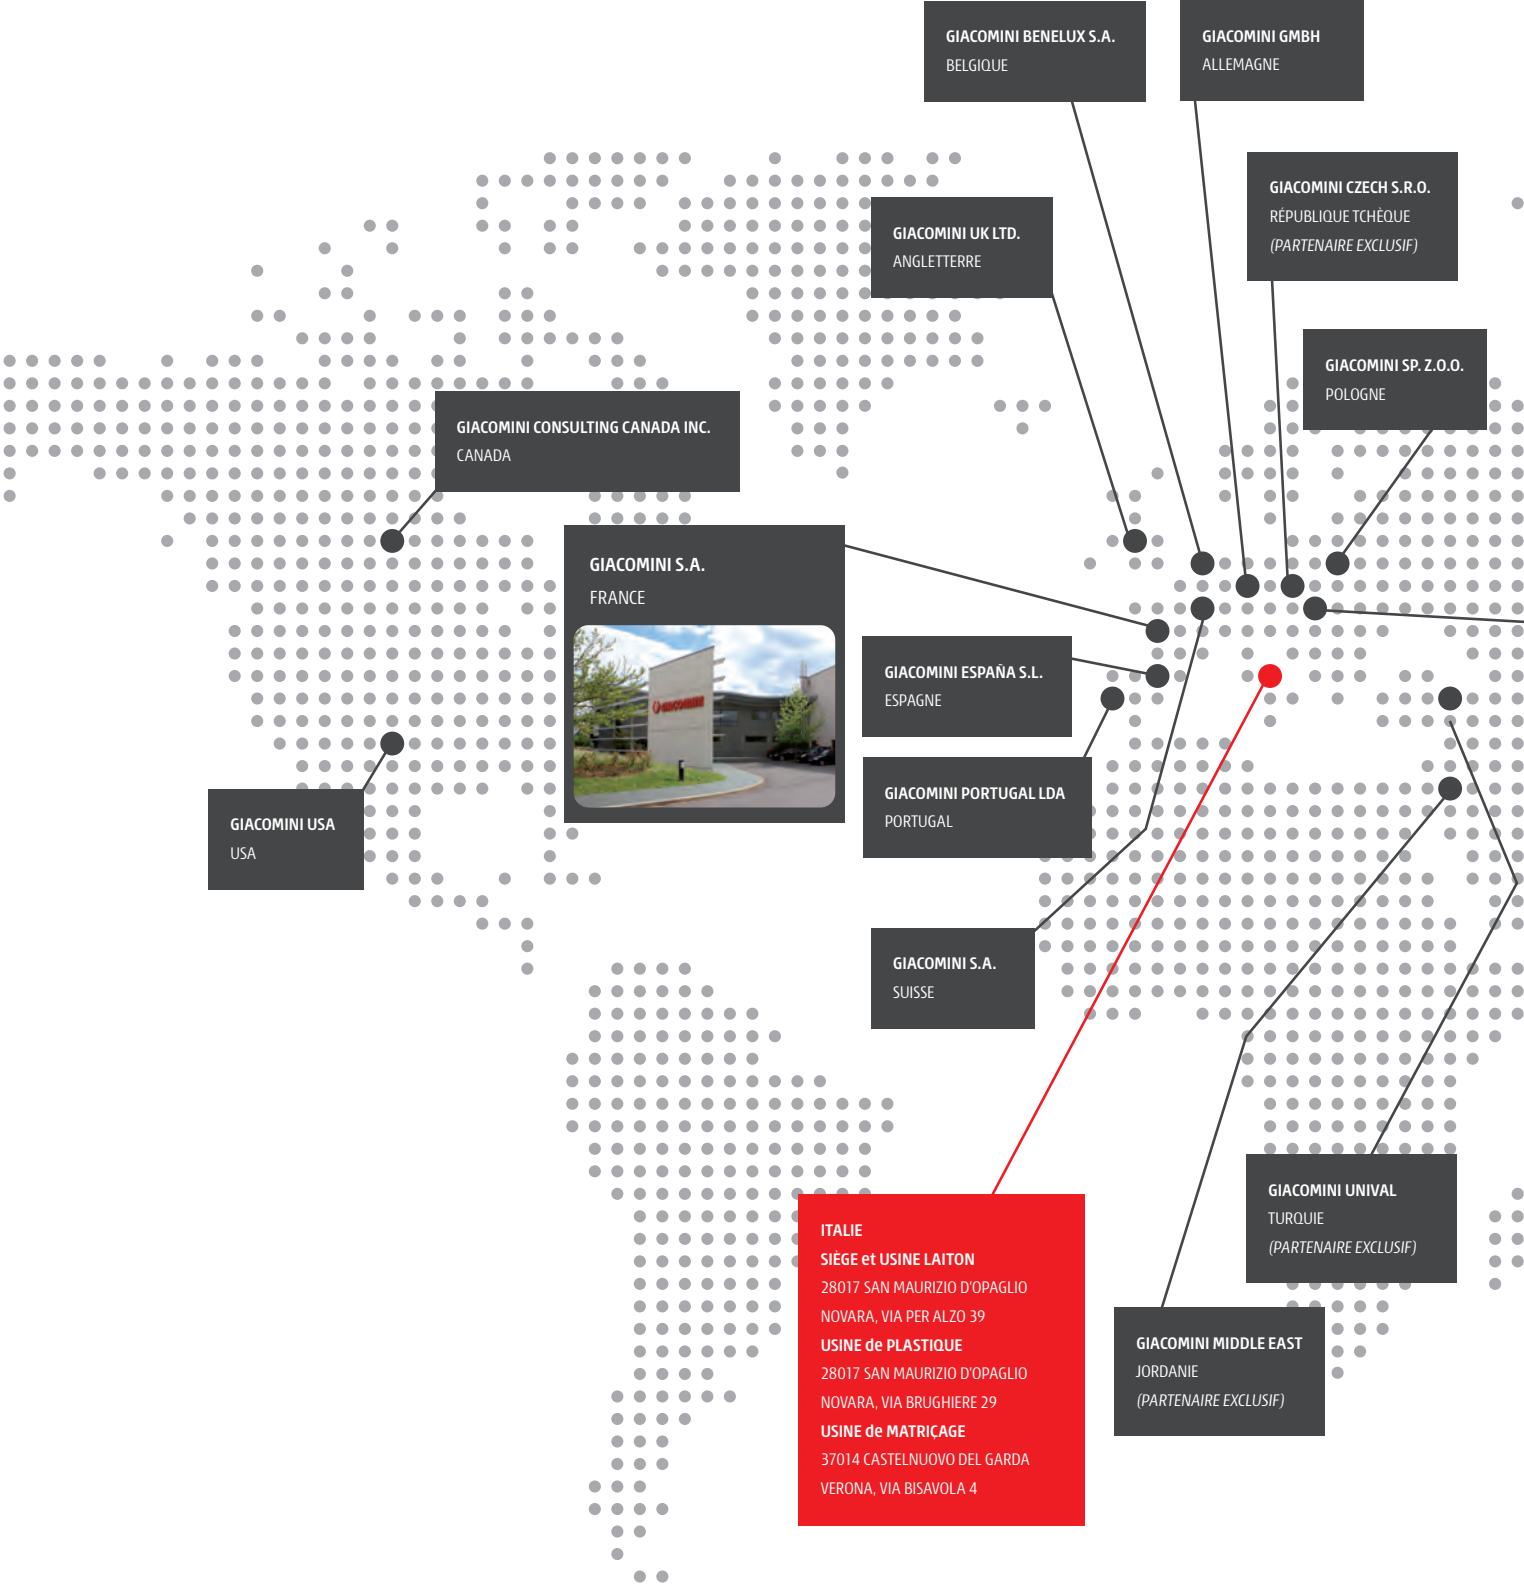 GIACOMINI BENELUX S.A.
BELGIQUE
GIACOMINI GMBH
ALLEMAGNE
GIACOMINI CZECH S.R.O.
RÉPUBLIQUE TCHÈQUE
(PARTENAIRE EXCLUSIF)
GIACOMINI UK LTD.
ANGLETTERRE
GIACOMINI SP. Z.O.O.
POLOGNE
GIACOMINI CONSULTING CANADA INC.
CANADA
GIACOMINI S.A.
FRANCE
GIACOMINI
GIACOMINI ESPAÑA S.L.
ESPAGNE
GIACOMINI PORTUGAL LDA
PORTUGAL
GIACOMINI USA
USA
GIACOMINI S.A.
SUISSE
GIACOMINI UNIVAL
TURQUIE
(PARTENAIRE EXCLUSIF)
ITALIE
SIÈGE et USINE LAITON
28017 SAN MAURIZIO D'OPAGLIO
NOVARA, VIA PER ALZO 39
USINE de PLASTIQUE
28017 SAN MAURIZIO D'OPAGLIO
NOVARA, VIA BRUGHIERE 29
USINE de MATRIÇAGE
37014 CASTELNUOVO DEL GARDA
VERONA, VIA BISAVOLA 4
GIACOMINI MIDDLE EAST
JORDANIE
(PARTENAIRE EXCLUSIF)